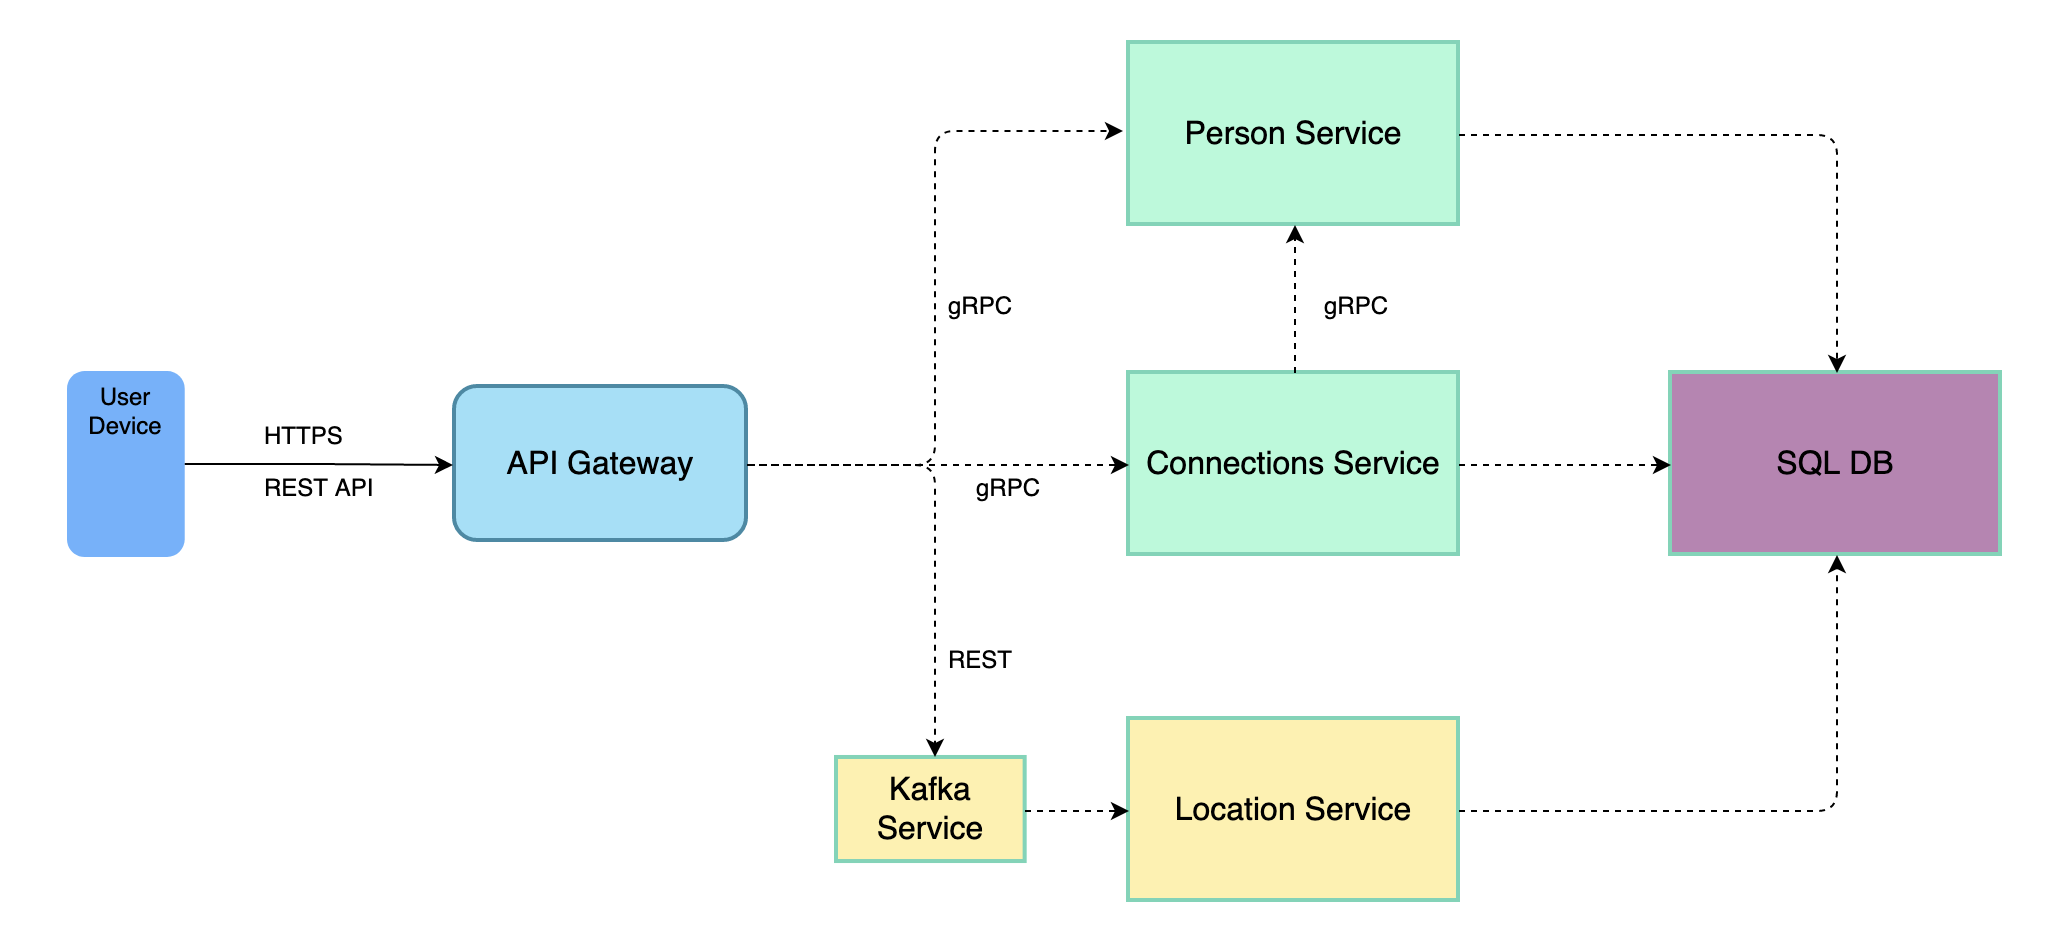 User
Device
HTTPS
REST API
API Gateway
gRPC
gRPC
REST
Person Service
gRPC
Connections Service
SQL DB
Kafka
Service
Location Service